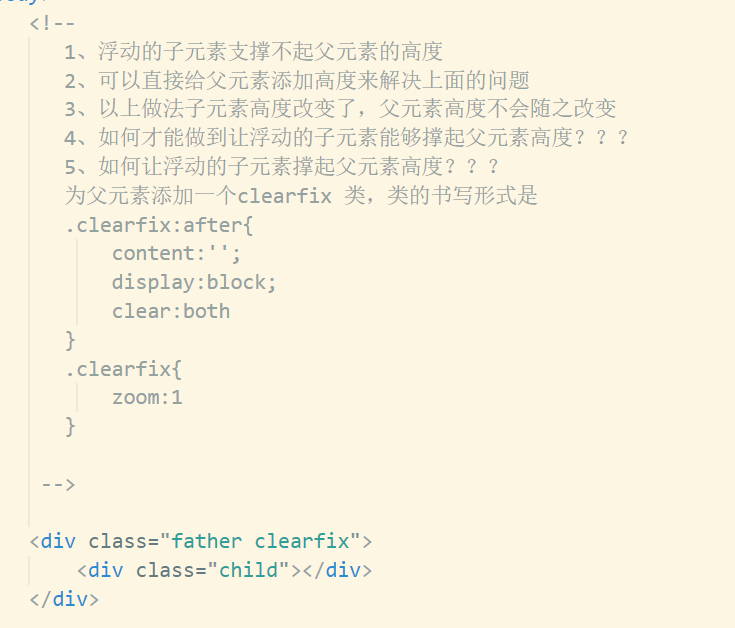 <!--
1、浮动的子元素支撑不起父元素的高度
2、可以直接给父元素添加高度来解决上面的问题
3、以上做法子元素高度改变了，父元素高度不会随之改变
4、如何才能做到让浮动的子元素能够撑起父元素高度？？？
5、如何让浮动的子元素撑起父元素高度？？？
为父元素添加一个clearfix 类，类的书写形式是
.clearfix:after{
content:'';
display:block;
clear:both
}
.clearfix{
zoom:1
}
-->
<div class="father clearfix">
<div class="child"></div>
</div>